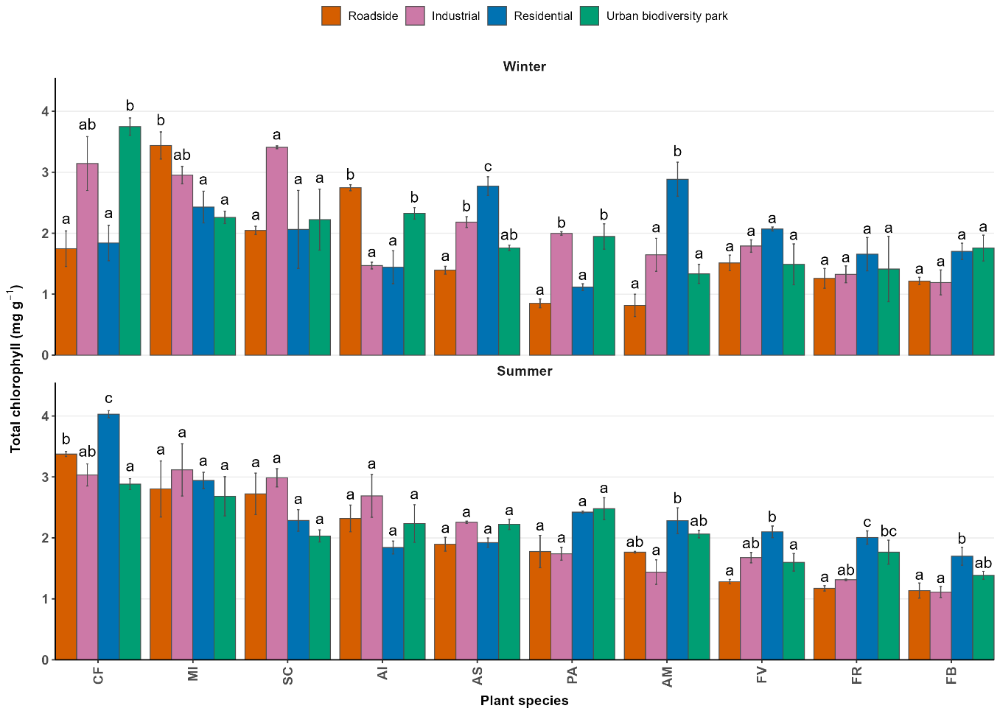 Roadside Industrial Residential Urban biodiversity park
Winter
Total chlorophyll (mg g⁻¹)
4
3
2
1
0
a ab a b
b ab a a
a a a a
b a a b
a b c ab
a b a b
a a b a
a a a a
a a a a
a a a a
Summer
4
3
2
1
0
b ab c a
a a a a
a a a a
a a a a
a a a a
a a a a
ab a b ab
a ab b a
a ab c bc
a a b ab
CF MI SC AI AS PA AM FV FR FB
Plant species